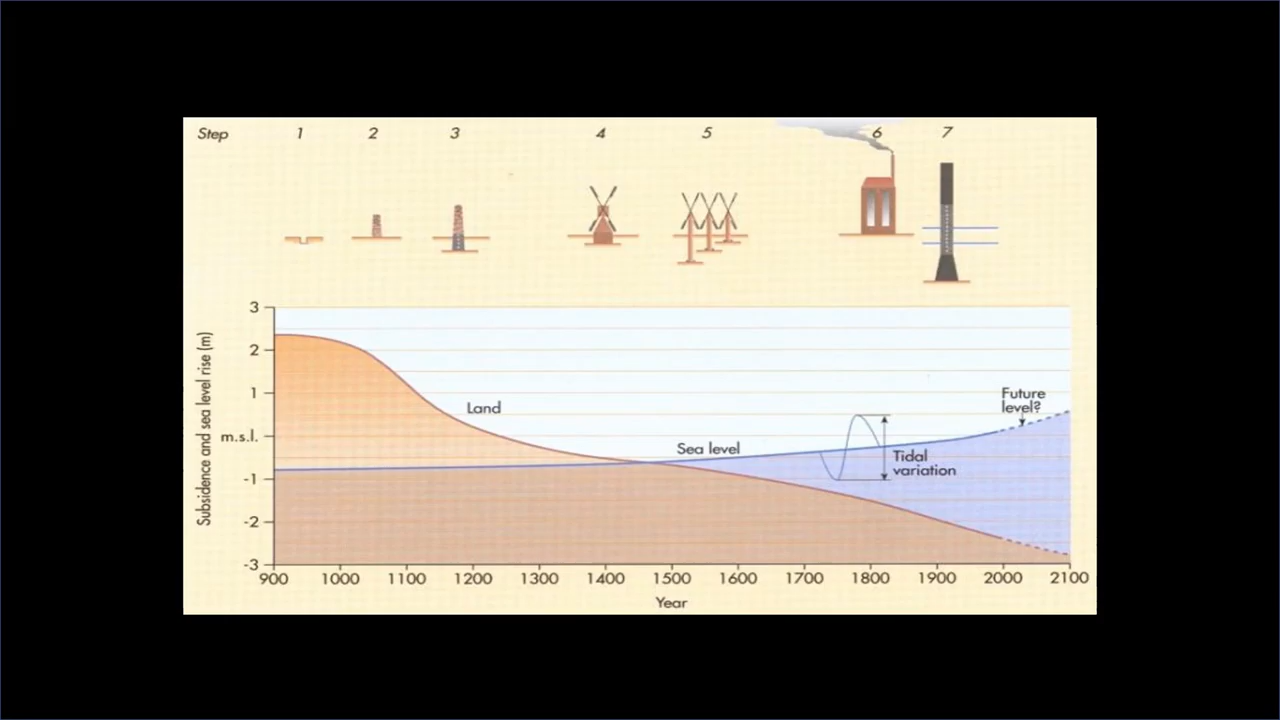 Step 1 2 3 4 5 6 7
Subsidence and sea level rise (m)
3
2
1
m.s.l.
-1
-2
-3
Land
Sea level
Future
level?
Tidal
variation
900 1000 1100 1200 1300 1400 1500 1600 1700 1800 1900 2000 2100
Year